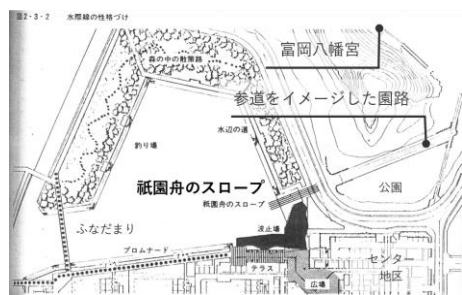 図2・3・2 水際線の性格づけ
森の中の散策路
富岡八幡宮
参道をイメージした園路
釣り場
水辺の道
祇園舟のスロープ
祇園舟のスロープ
公園
ふなだまり
波止場
プロムナード
テラス
広場
センター
地区